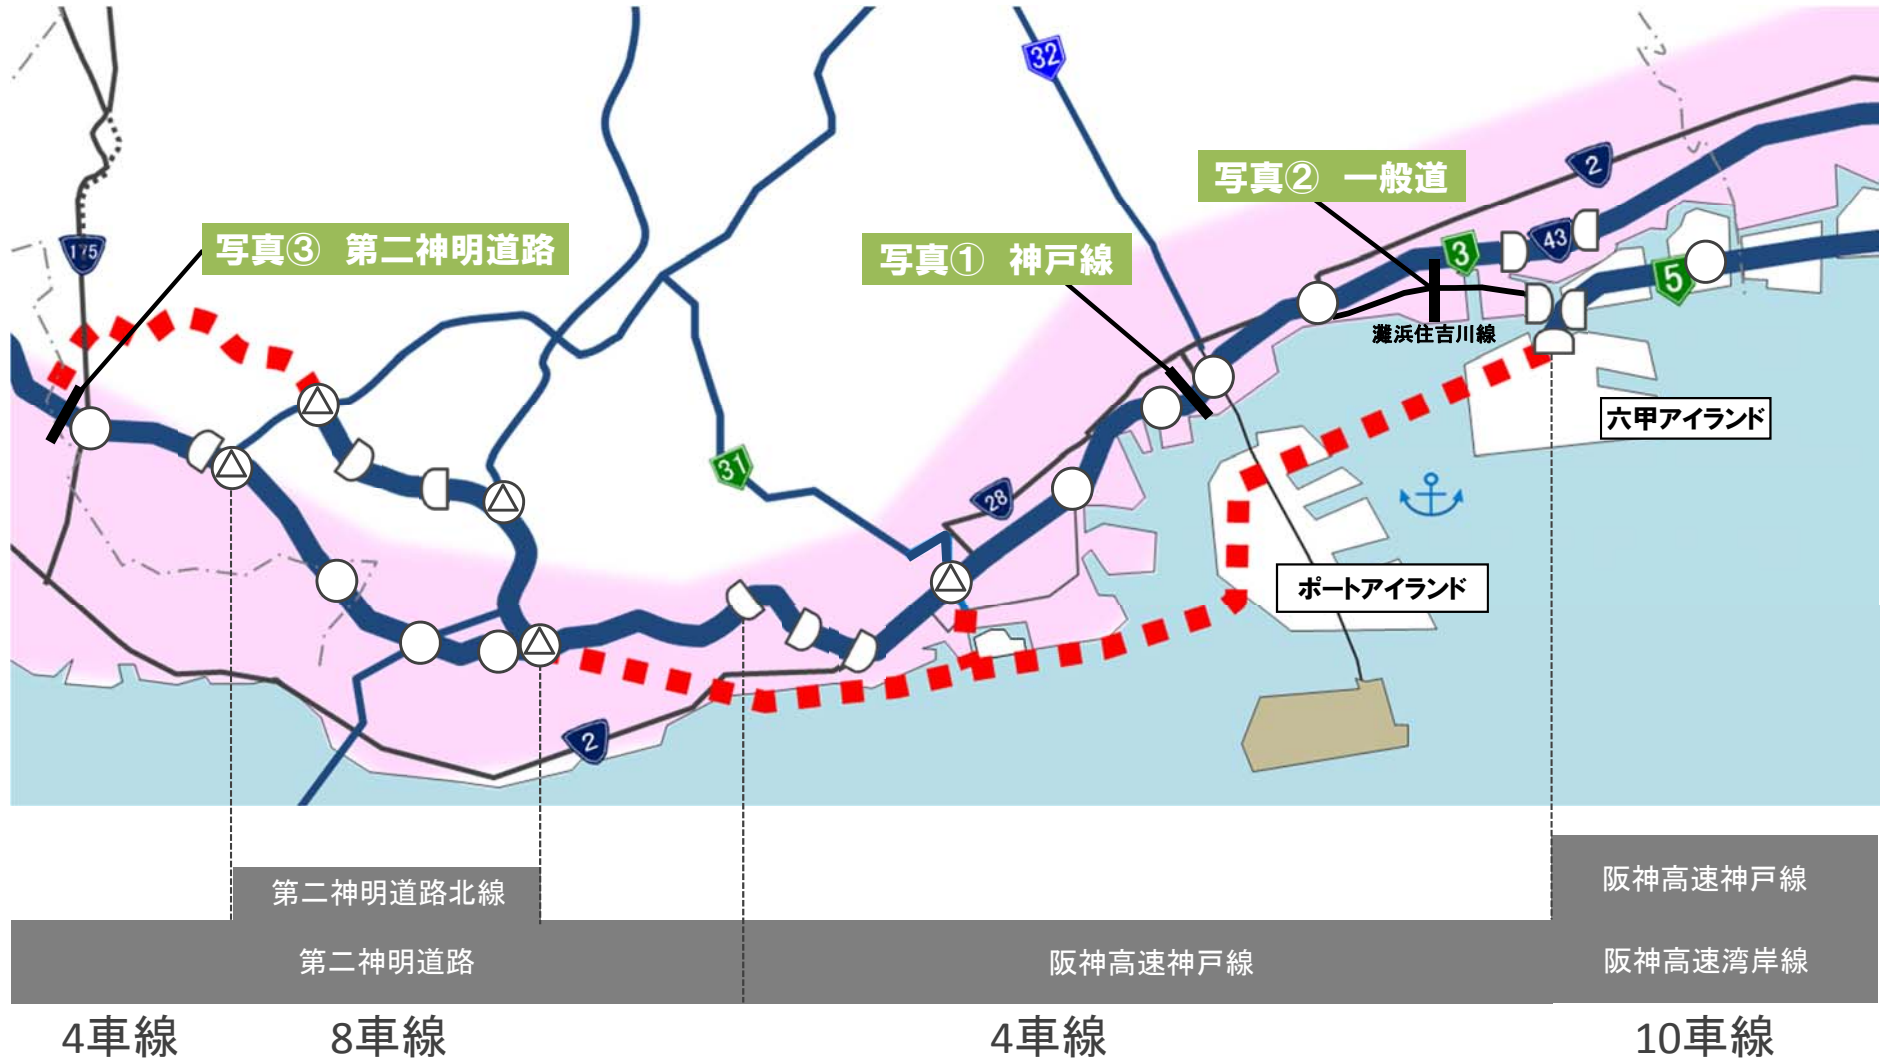 32
2
写真② 一般道
175
写真③ 第二神明道路
写真① 神戸線
3
43
5
灘浜住吉川線
六甲アイランド
31
28
ポートアイランド
2
第二神明道路北線
阪神高速神戸線
第二神明道路
阪神高速神戸線
阪神高速湾岸線
4車線
8車線
4車線
10車線